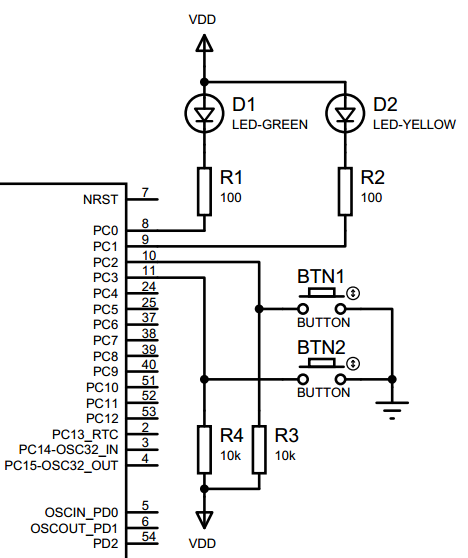 VDD
D1
LED-GREEN
D2
LED-YELLOW
R1
100
R2
100
NRST 7
PC0 8
PC1 9
PC2 10
PC3 11
PC4 24
PC5 25
PC6 37
PC7 38
PC8 39
PC9 40
PC10 51
PC11 52
PC12 53
PC13_RTC 2
PC14-OSC32_IN 3
PC15-OSC32_OUT 4
OSCIN_PD0 5
OSCOUT_PD1 6
PD2 54
BTN1
BUTTON
BTN2
BUTTON
R4
10k
R3
10k
VDD